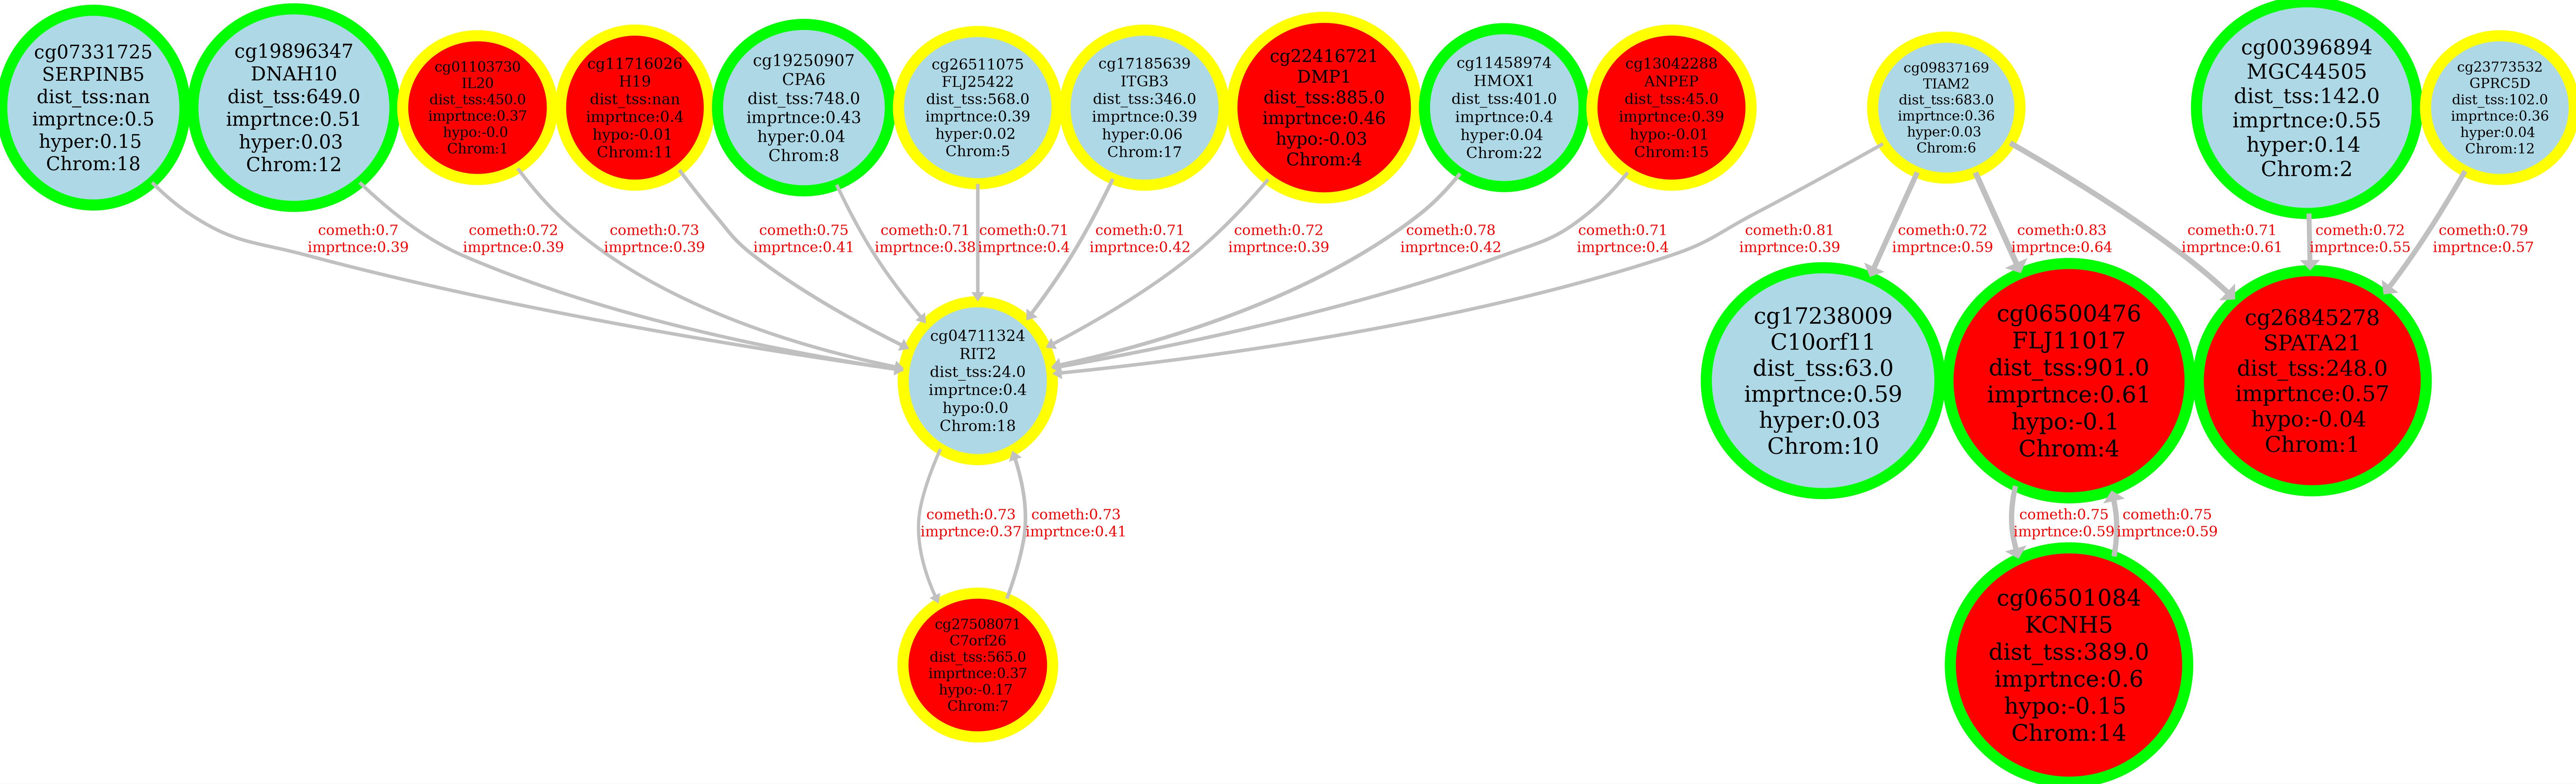 cg07331725
SERPINB5
dist_tss:nan
imprtnce:0.5
hyper:0.15
Chrom:18
cg19896347
DNAH10
dist_tss:649.0
imprtnce:0.51
hyper:0.03
Chrom:12
cg01103730
IL20
dist_tss:450.0
imprtnce:0.37
hypo:-0.0
Chrom:1
cg11716026
H19
dist_tss:nan
imprtnce:0.4
hypo:-0.01
Chrom:11
cg19250907
CPA6
dist_tss:748.0
imprtnce:0.43
hyper:0.04
Chrom:8
cg26511075
FLJ25422
dist_tss:568.0
imprtnce:0.39
hyper:0.02
Chrom:5
cg17185639
ITGB3
dist_tss:346.0
imprtnce:0.39
hyper:0.06
Chrom:17
cg22416721
DMP1
dist_tss:885.0
imprtnce:0.46
hypo:-0.03
Chrom:4
cg11458974
HMOX1
dist_tss:401.0
imprtnce:0.4
hyper:0.04
Chrom:22
cg13042288
ANPEP
dist_tss:45.0
imprtnce:0.39
hypo:-0.01
Chrom:15
cg09837169
TIAM2
dist_tss:683.0
imprtnce:0.36
hyper:0.03
Chrom:6
cg00396894
MGC44505
dist_tss:142.0
imprtnce:0.55
hyper:0.14
Chrom:2
cg23773532
GPRC5D
dist_tss:102.0
imprtnce:0.36
hyper:0.04
Chrom:12
cometh:0.7
imprtnce:0.39
cometh:0.72
imprtnce:0.39
cometh:0.73
imprtnce:0.39
cometh:0.75
imprtnce:0.41
cometh:0.71
imprtnce:0.38
cometh:0.71
imprtnce:0.4
cometh:0.71
imprtnce:0.42
cometh:0.72
imprtnce:0.39
cometh:0.78
imprtnce:0.42
cometh:0.71
imprtnce:0.4
cometh:0.81
imprtnce:0.39
cometh:0.72
imprtnce:0.59
cometh:0.83
imprtnce:0.64
cometh:0.71
imprtnce:0.61
cometh:0.72
imprtnce:0.55
cometh:0.79
imprtnce:0.57
cg04711324
RIT2
dist_tss:24.0
imprtnce:0.4
hypo:0.0
Chrom:18
cg17238009
C10orf11
dist_tss:63.0
imprtnce:0.59
hyper:0.03
Chrom:10
cg06500476
FLJ11017
dist_tss:901.0
imprtnce:0.61
hypo:-0.1
Chrom:4
cg26845278
SPATA21
dist_tss:248.0
imprtnce:0.57
hypo:-0.04
Chrom:1
cometh:0.73
imprtnce:0.37
cometh:0.73
imprtnce:0.41
cometh:0.75
imprtnce:0.59
cometh:0.75
imprtnce:0.59
cg27508071
C7orf26
dist_tss:565.0
imprtnce:0.37
hypo:-0.17
Chrom:7
cg06501084
KCNH5
dist_tss:389.0
imprtnce:0.6
hypo:-0.15
Chrom:14